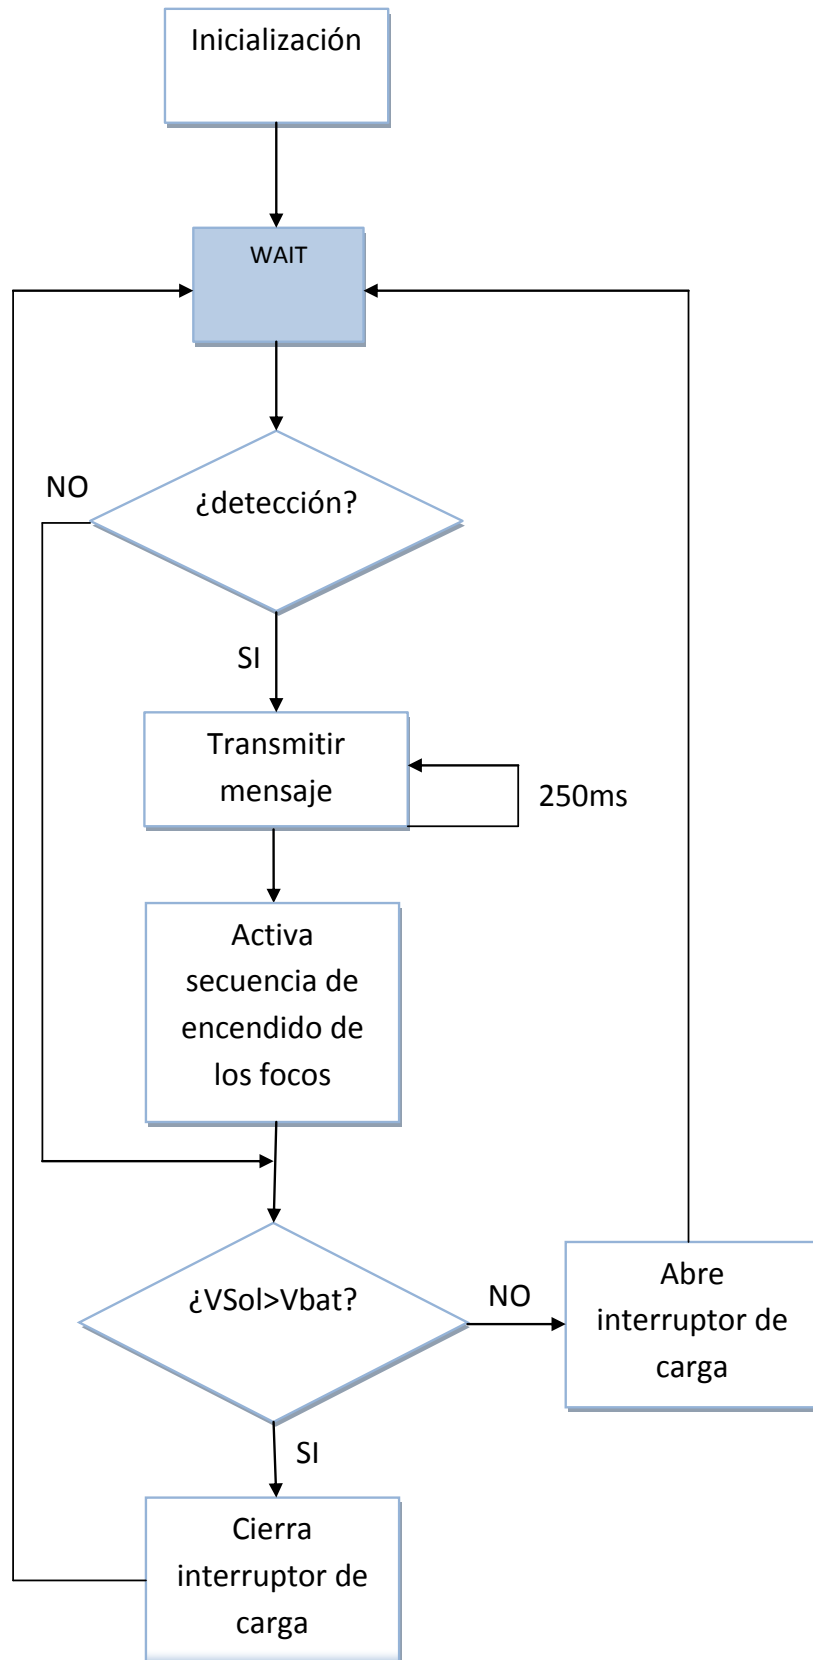 Inicialización
WAIT
NO
¿detección?
SI
Transmitir
mensaje
250ms
Activa
secuencia de
encendido de
los focos
¿VSol>Vbat?
NO
Abre
interruptor de
carga
SI
Cierra
interruptor de
carga